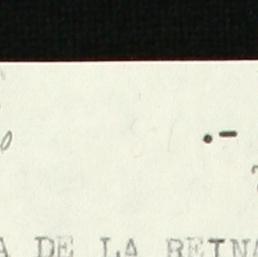 .-
A DE LA REINA